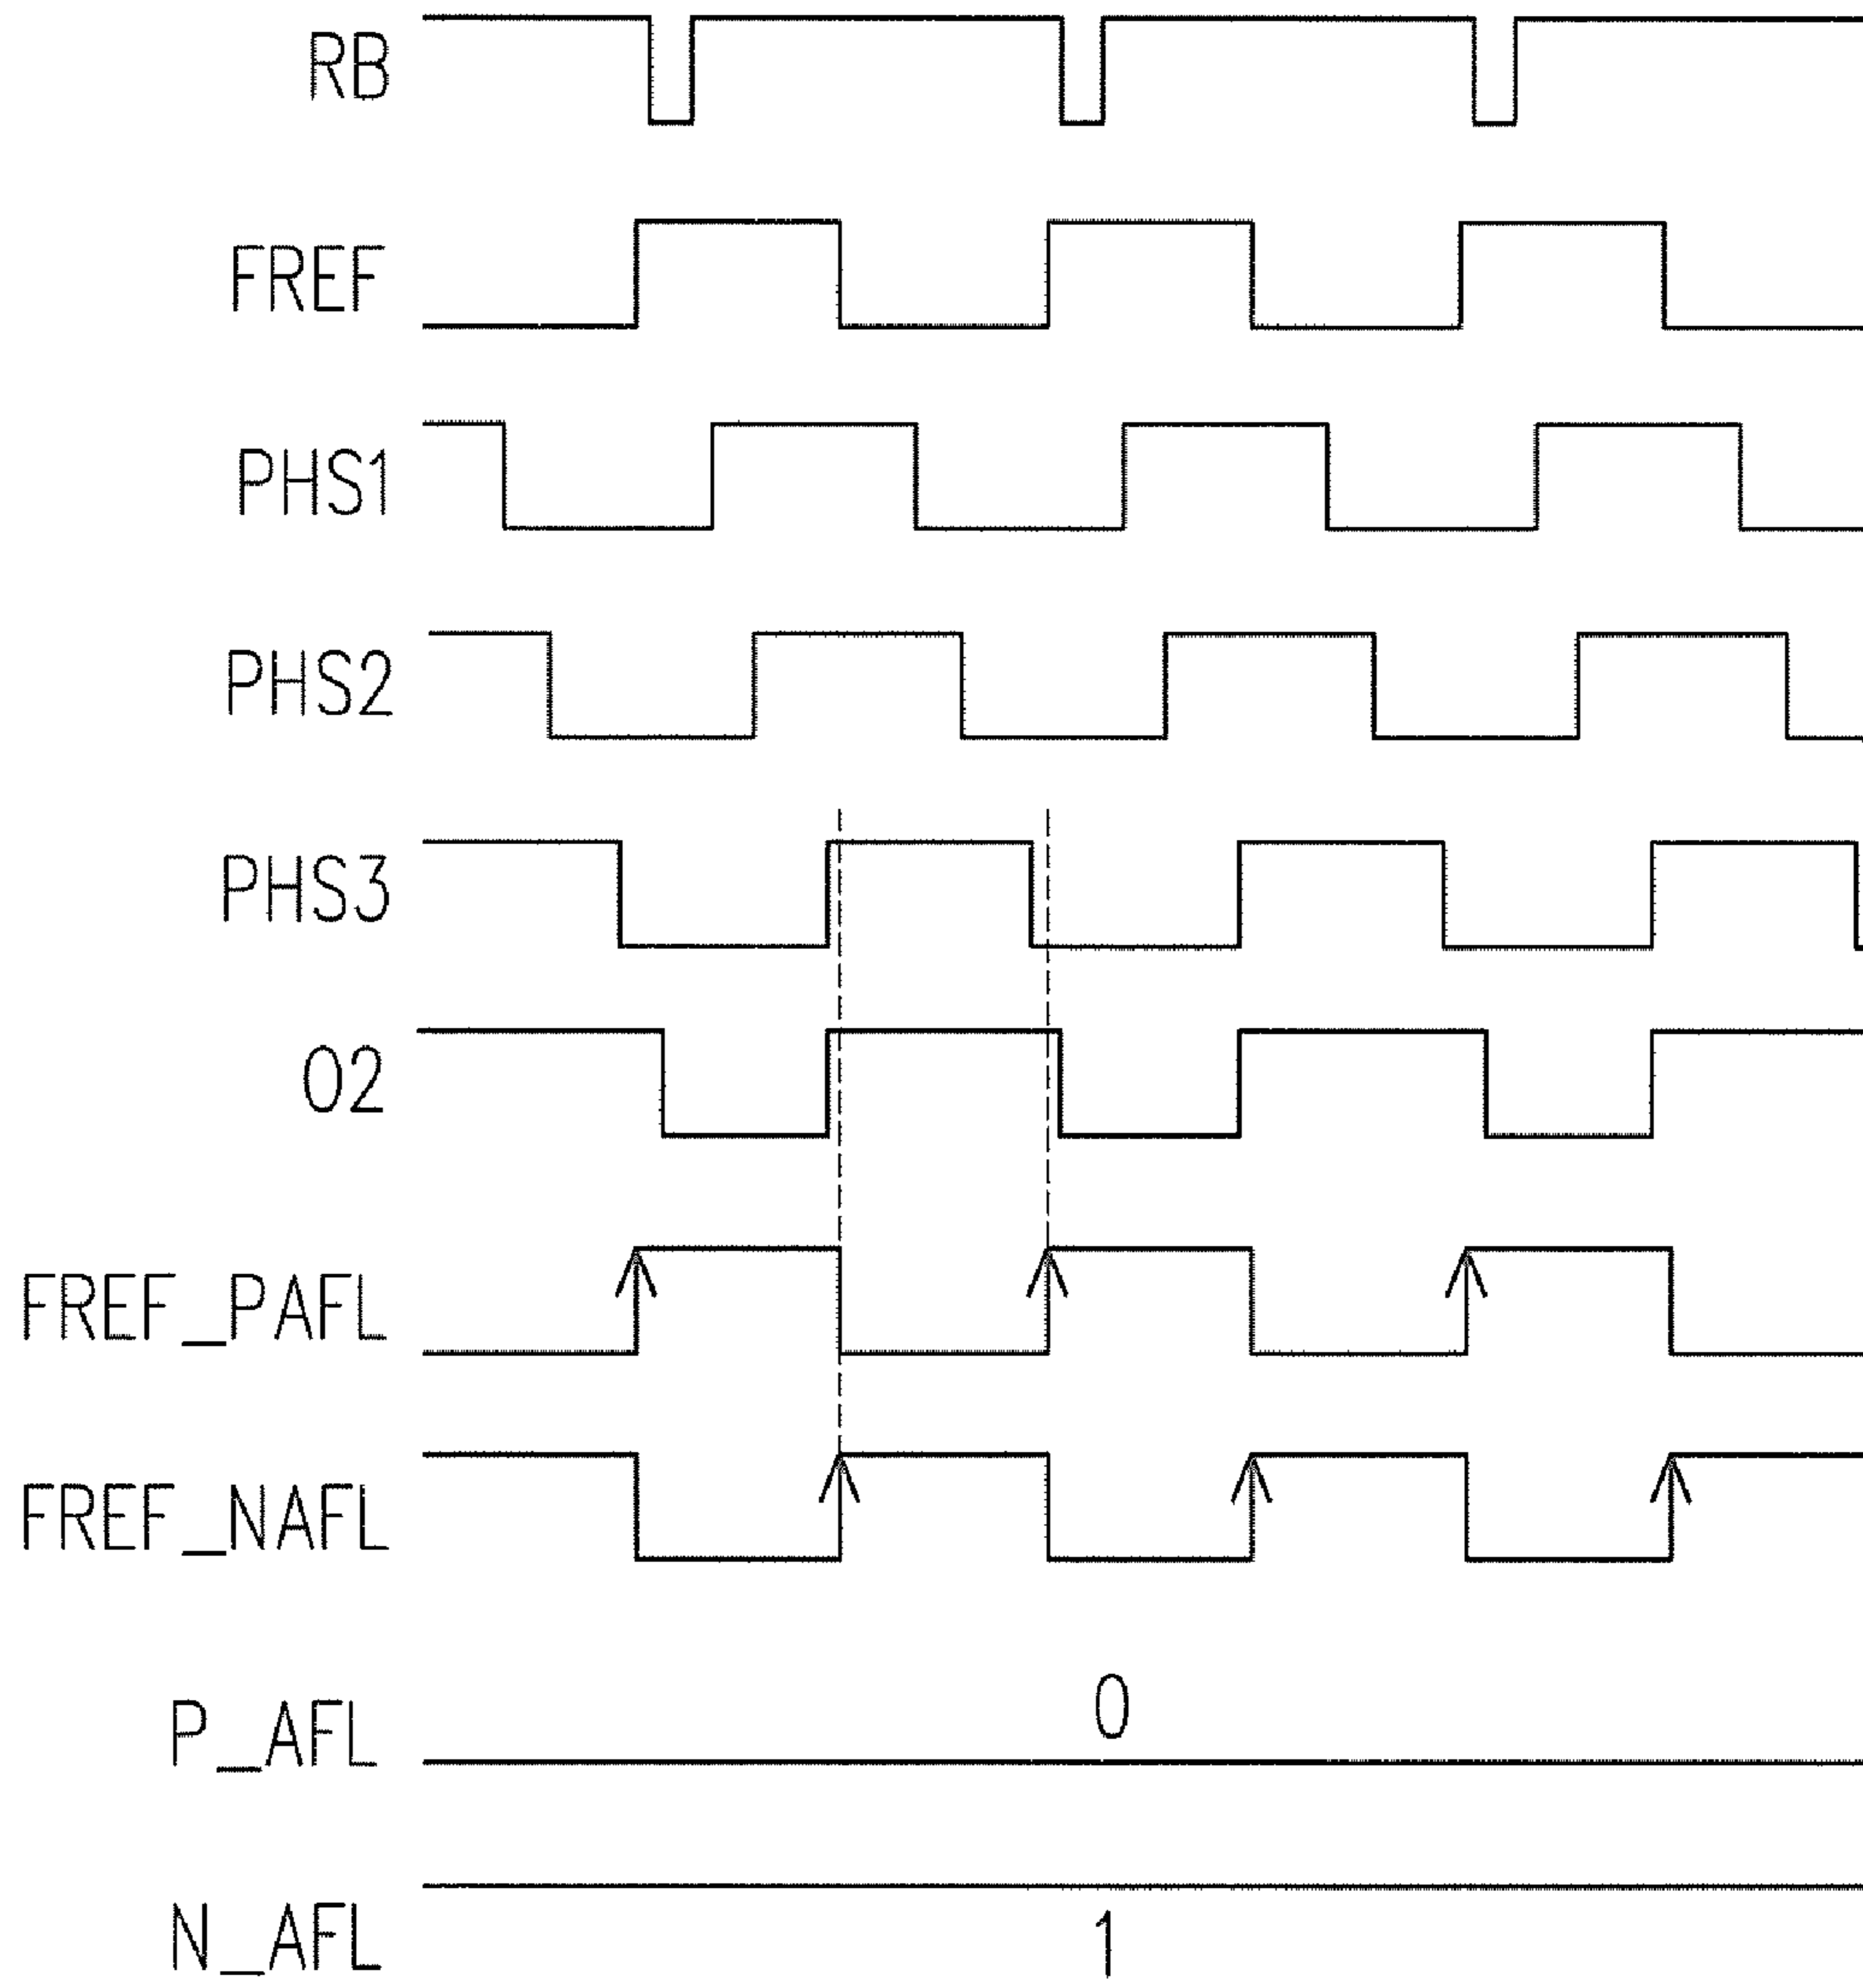 RB
FREF
PHS1
PHS2
PHS3
O2
FREF_PAFL
FREF_NAFL
0
P_AFL
N_AFL
1